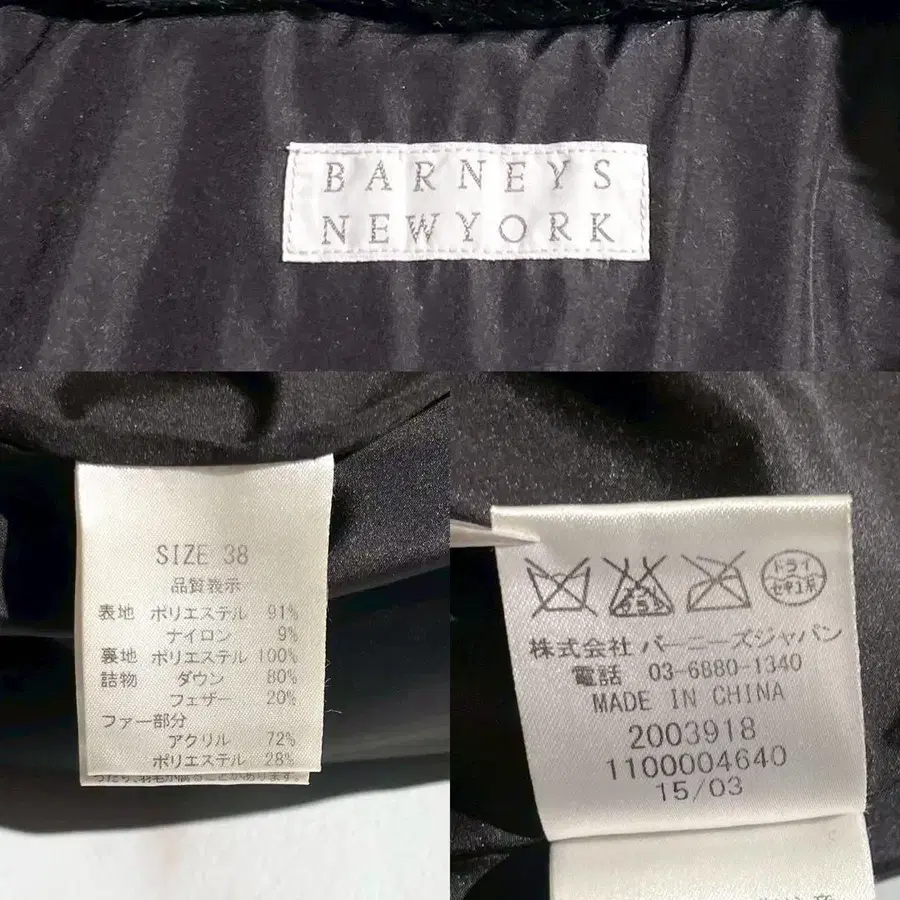 BARNEYS
NEWYORK
SIZE 38
品質表示
表地 ポリエステル 91%
ナイロン 9%
裏地 ポリエステル 100%
詰物 ダウン 80%
フェザー 20%
ファー部分
アクリル 72%
ポリエステル 28%
ドライ
セキユ系
株式会社 バーニーズジャパン
電話 03-6880-1340
MADE IN CHINA
2003918
1100004640
15/03